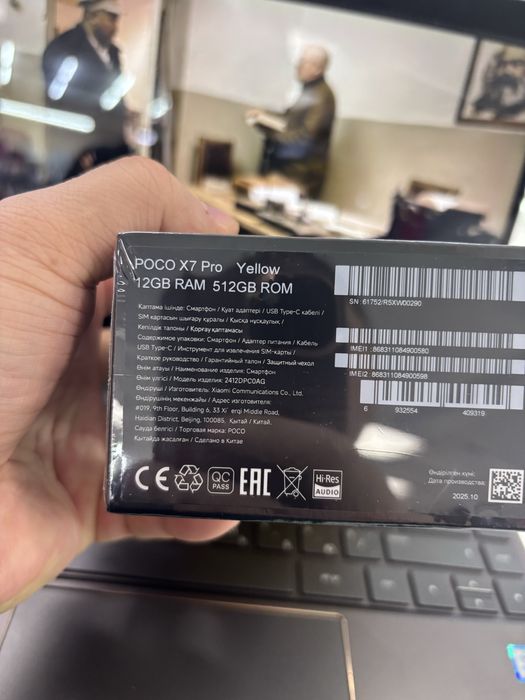 POCO X7 Pro Yellow
12GB RAM 512GB ROM
Қаптама ішінде: Смартфон / Қуат адаптері / USB Type-C кабелі /
SIM картасын шығару құралы / Қысқа нұсқаулық /
Кепілдік талоны / Қорғау қаптамасы
Содержимое упаковки: Смартфон / Адаптер питания / Кабель
USB Type-C / Инструмент для извлечения SIM-карты /
Краткое руководство / Гарантийный талон / Защитный чехол
Өнім атауы / Наименование изделия: Смартфон
Өнім үлгісі / Модель изделия: 2412DPC0AG
Өндіруші / Изготовитель: Xiaomi Communications Co., Ltd.
Өндірушінің мекенжайы / Адрес изготовителя:
#019, 9th Floor, Building 6, 33 Xi'erqi Middle Road,
Haidian District, Beijing, 100085, Қытай / Китай.
Сауда белгісі / Торговая марка: POCO
Қытайда жасалған / Сделано в Китае
CE QC PASS EAC Hi-Res AUDIO
SN: 61752/R5XW00290
IMEI1 :868311084900580
IMEI2 :868311084900598
6 932554 409319
Өндірілген күні:
Дата производства:
2025.10